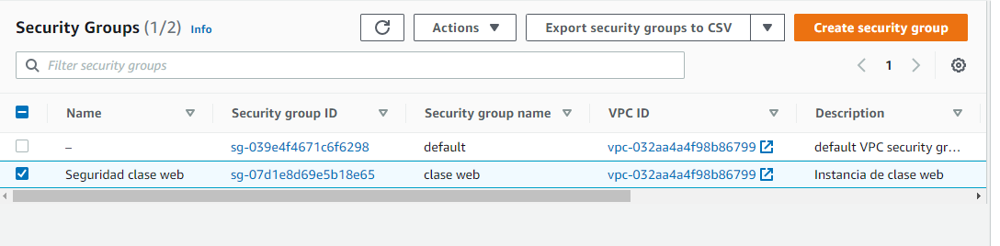 Security Groups (1/2) Info Actions Export security groups to CSV Create security group
Filter security groups 1
Name Security group ID Security group name VPC ID Description
– sg-039e4f4671c6f6298 default vpc-032aa4a4f98b86799 default VPC security gr...
Seguridad clase web sg-07d1e8d69e5b18e65 clase web vpc-032aa4a4f98b86799 Instancia de clase web